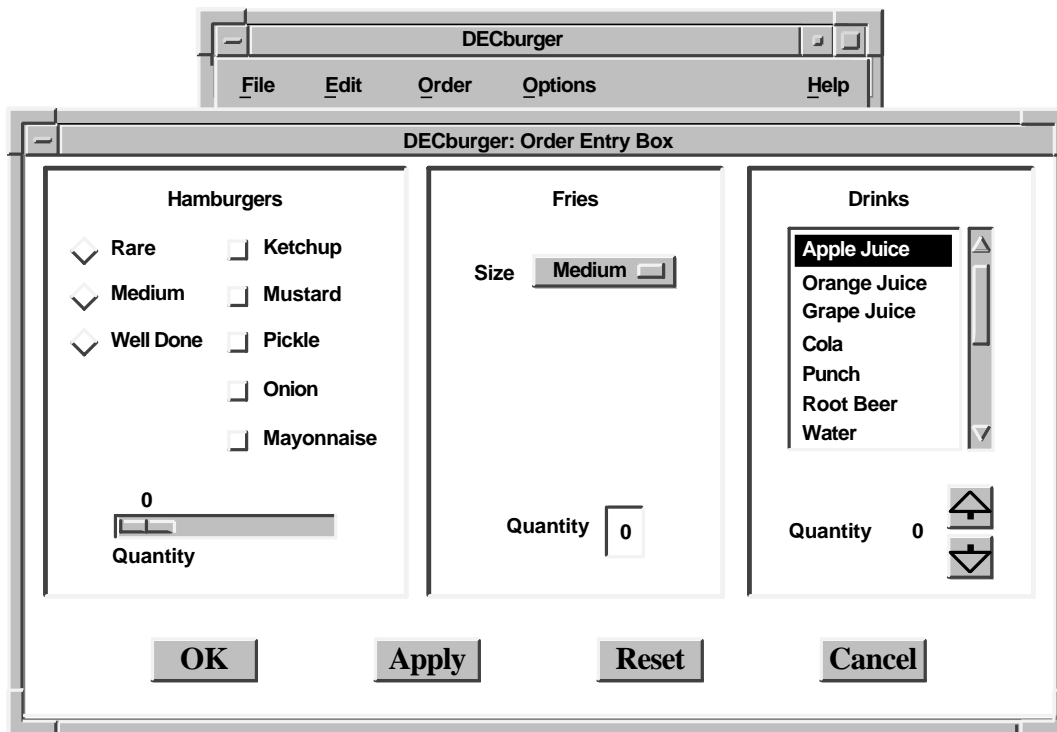 DECburger
File Edit Order Options Help
DECburger: Order Entry Box
Hamburgers
Rare
Medium
Well Done
Ketchup
Mustard
Pickle
Onion
Mayonnaise
0
Quantity
Fries
Size Medium
Quantity 0
Drinks
Apple Juice
Orange Juice
Grape Juice
Cola
Punch
Root Beer
Water
Quantity 0
OK Apply Reset Cancel